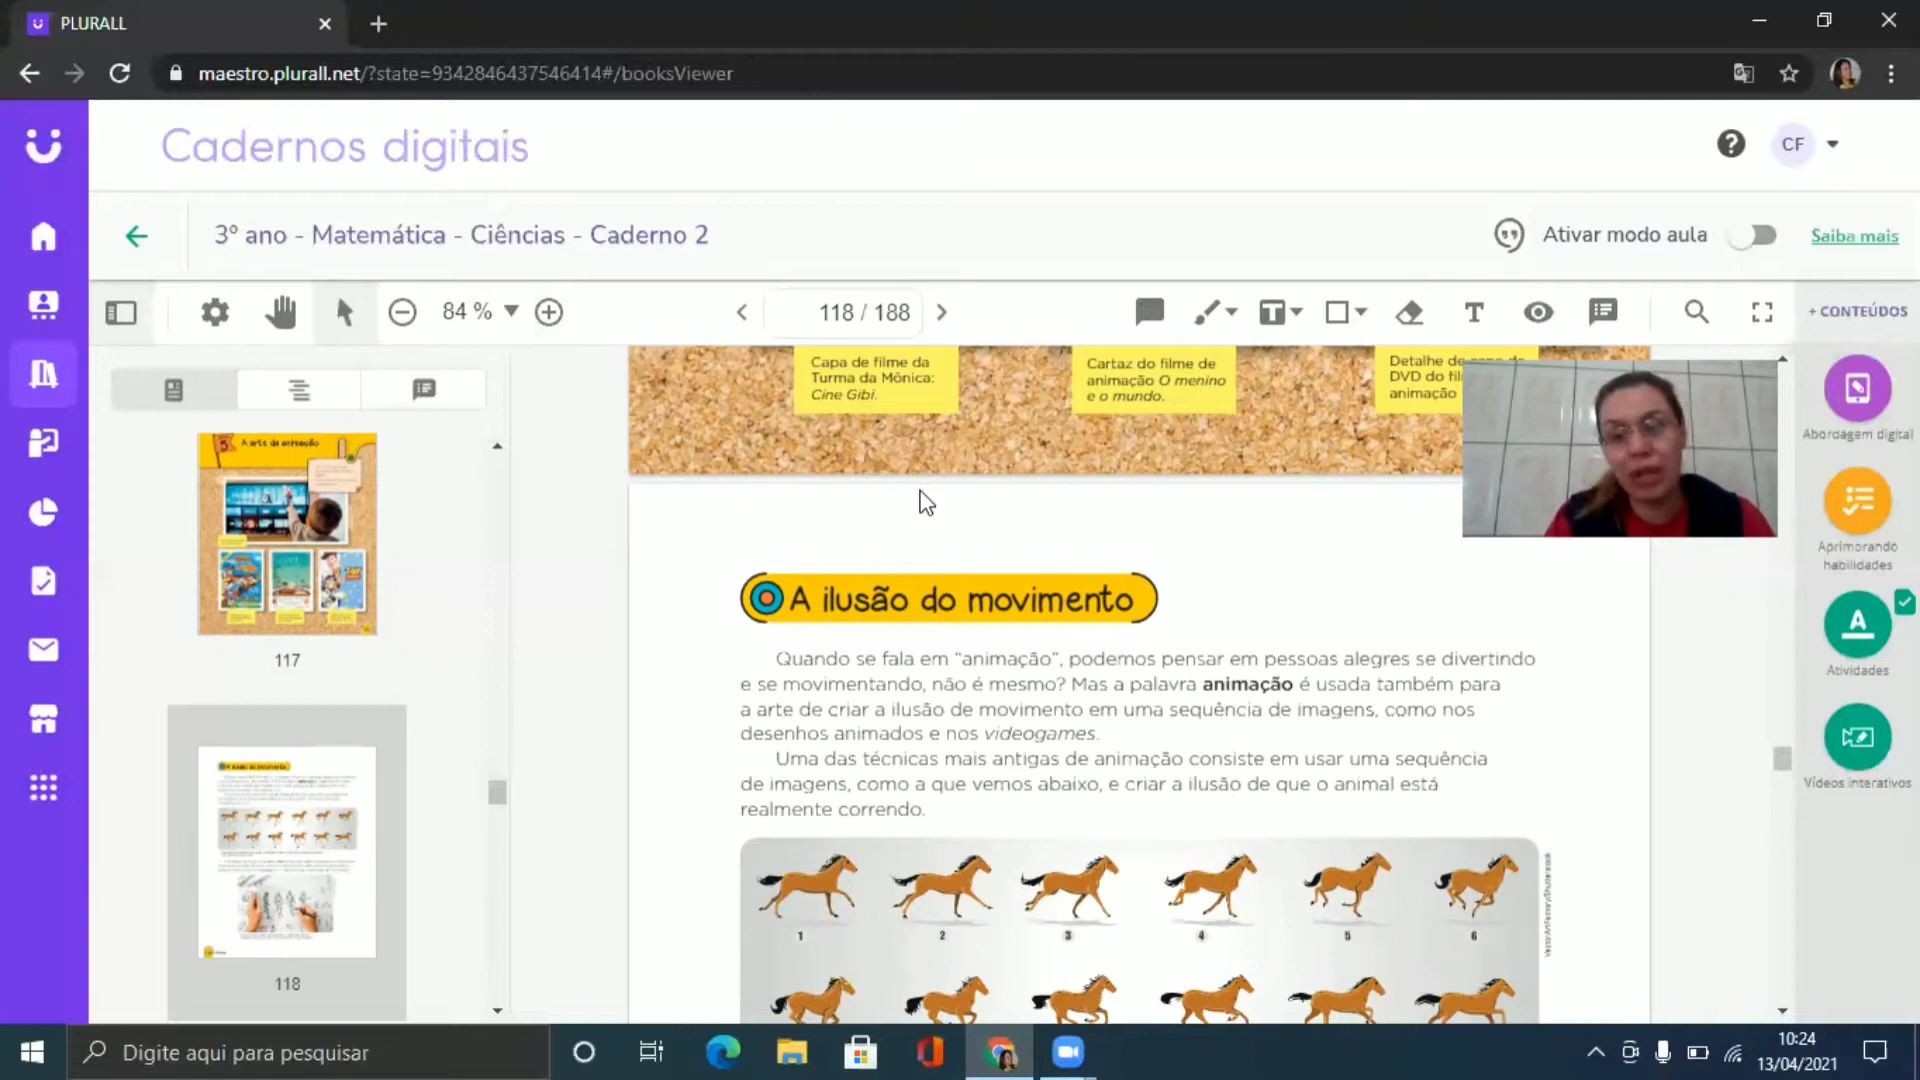 PLURALL
maestro.plurall.net/?state=9342846437546414#/booksViewer
Cadernos digitais
CF
3º ano - Matemática - Ciências - Caderno 2
Ativar modo aula
Saiba mais
84 %
118 / 188
+ CONTEÚDOS
Capa de filme da
Turma da Mônica:
Cine Gibi.
Cartaz do filme de
animação O menino
e o mundo.
Detalhe de
DVD do
animação
Abordagem digital
Aprimorando
habilidades
Atividades
Vídeos interativos
5
A arte da animação
117
118
A ilusão do movimento
A ilusão do movimento
Quando se fala em “animação”, podemos pensar em pessoas alegres se divertindo
e se movimentando, não é mesmo? Mas a palavra animação é usada também para
a arte de criar a ilusão de movimento em uma sequência de imagens, como nos
desenhos animados e nos videogames.
Uma das técnicas mais antigas de animação consiste em usar uma sequência
de imagens, como a que vemos abaixo, e criar a ilusão de que o animal está
realmente correndo.
1 2 3 4 5 6
Digite aqui para pesquisar
10:24
13/04/2021